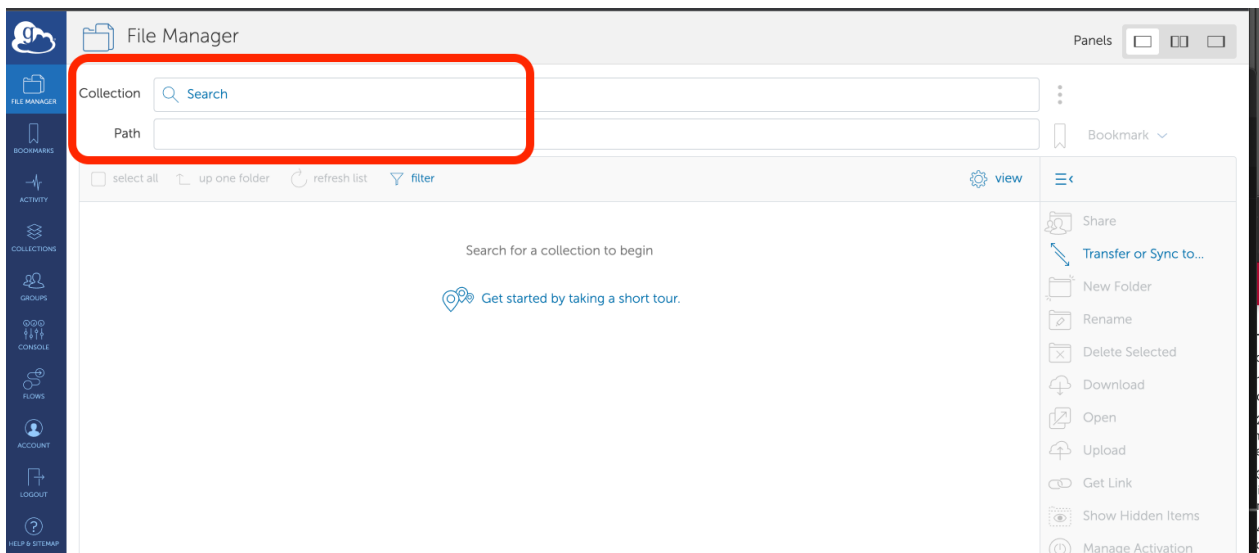 g
File Manager
Panels
FILE MANAGER
Collection
Search
Path
Bookmark
BOOKMARKS
select all up one folder refresh list filter view
ACTIVITY
Share
COLLECTIONS
Search for a collection to begin
Transfer or Sync to...
GROUPS
New Folder
Get started by taking a short tour.
Rename
CONSOLE
Delete Selected
FLOWS
Download
Open
ACCOUNT
Upload
LOGOUT
Get Link
Show Hidden Items
HELP & SITEMAP
Manage Activation